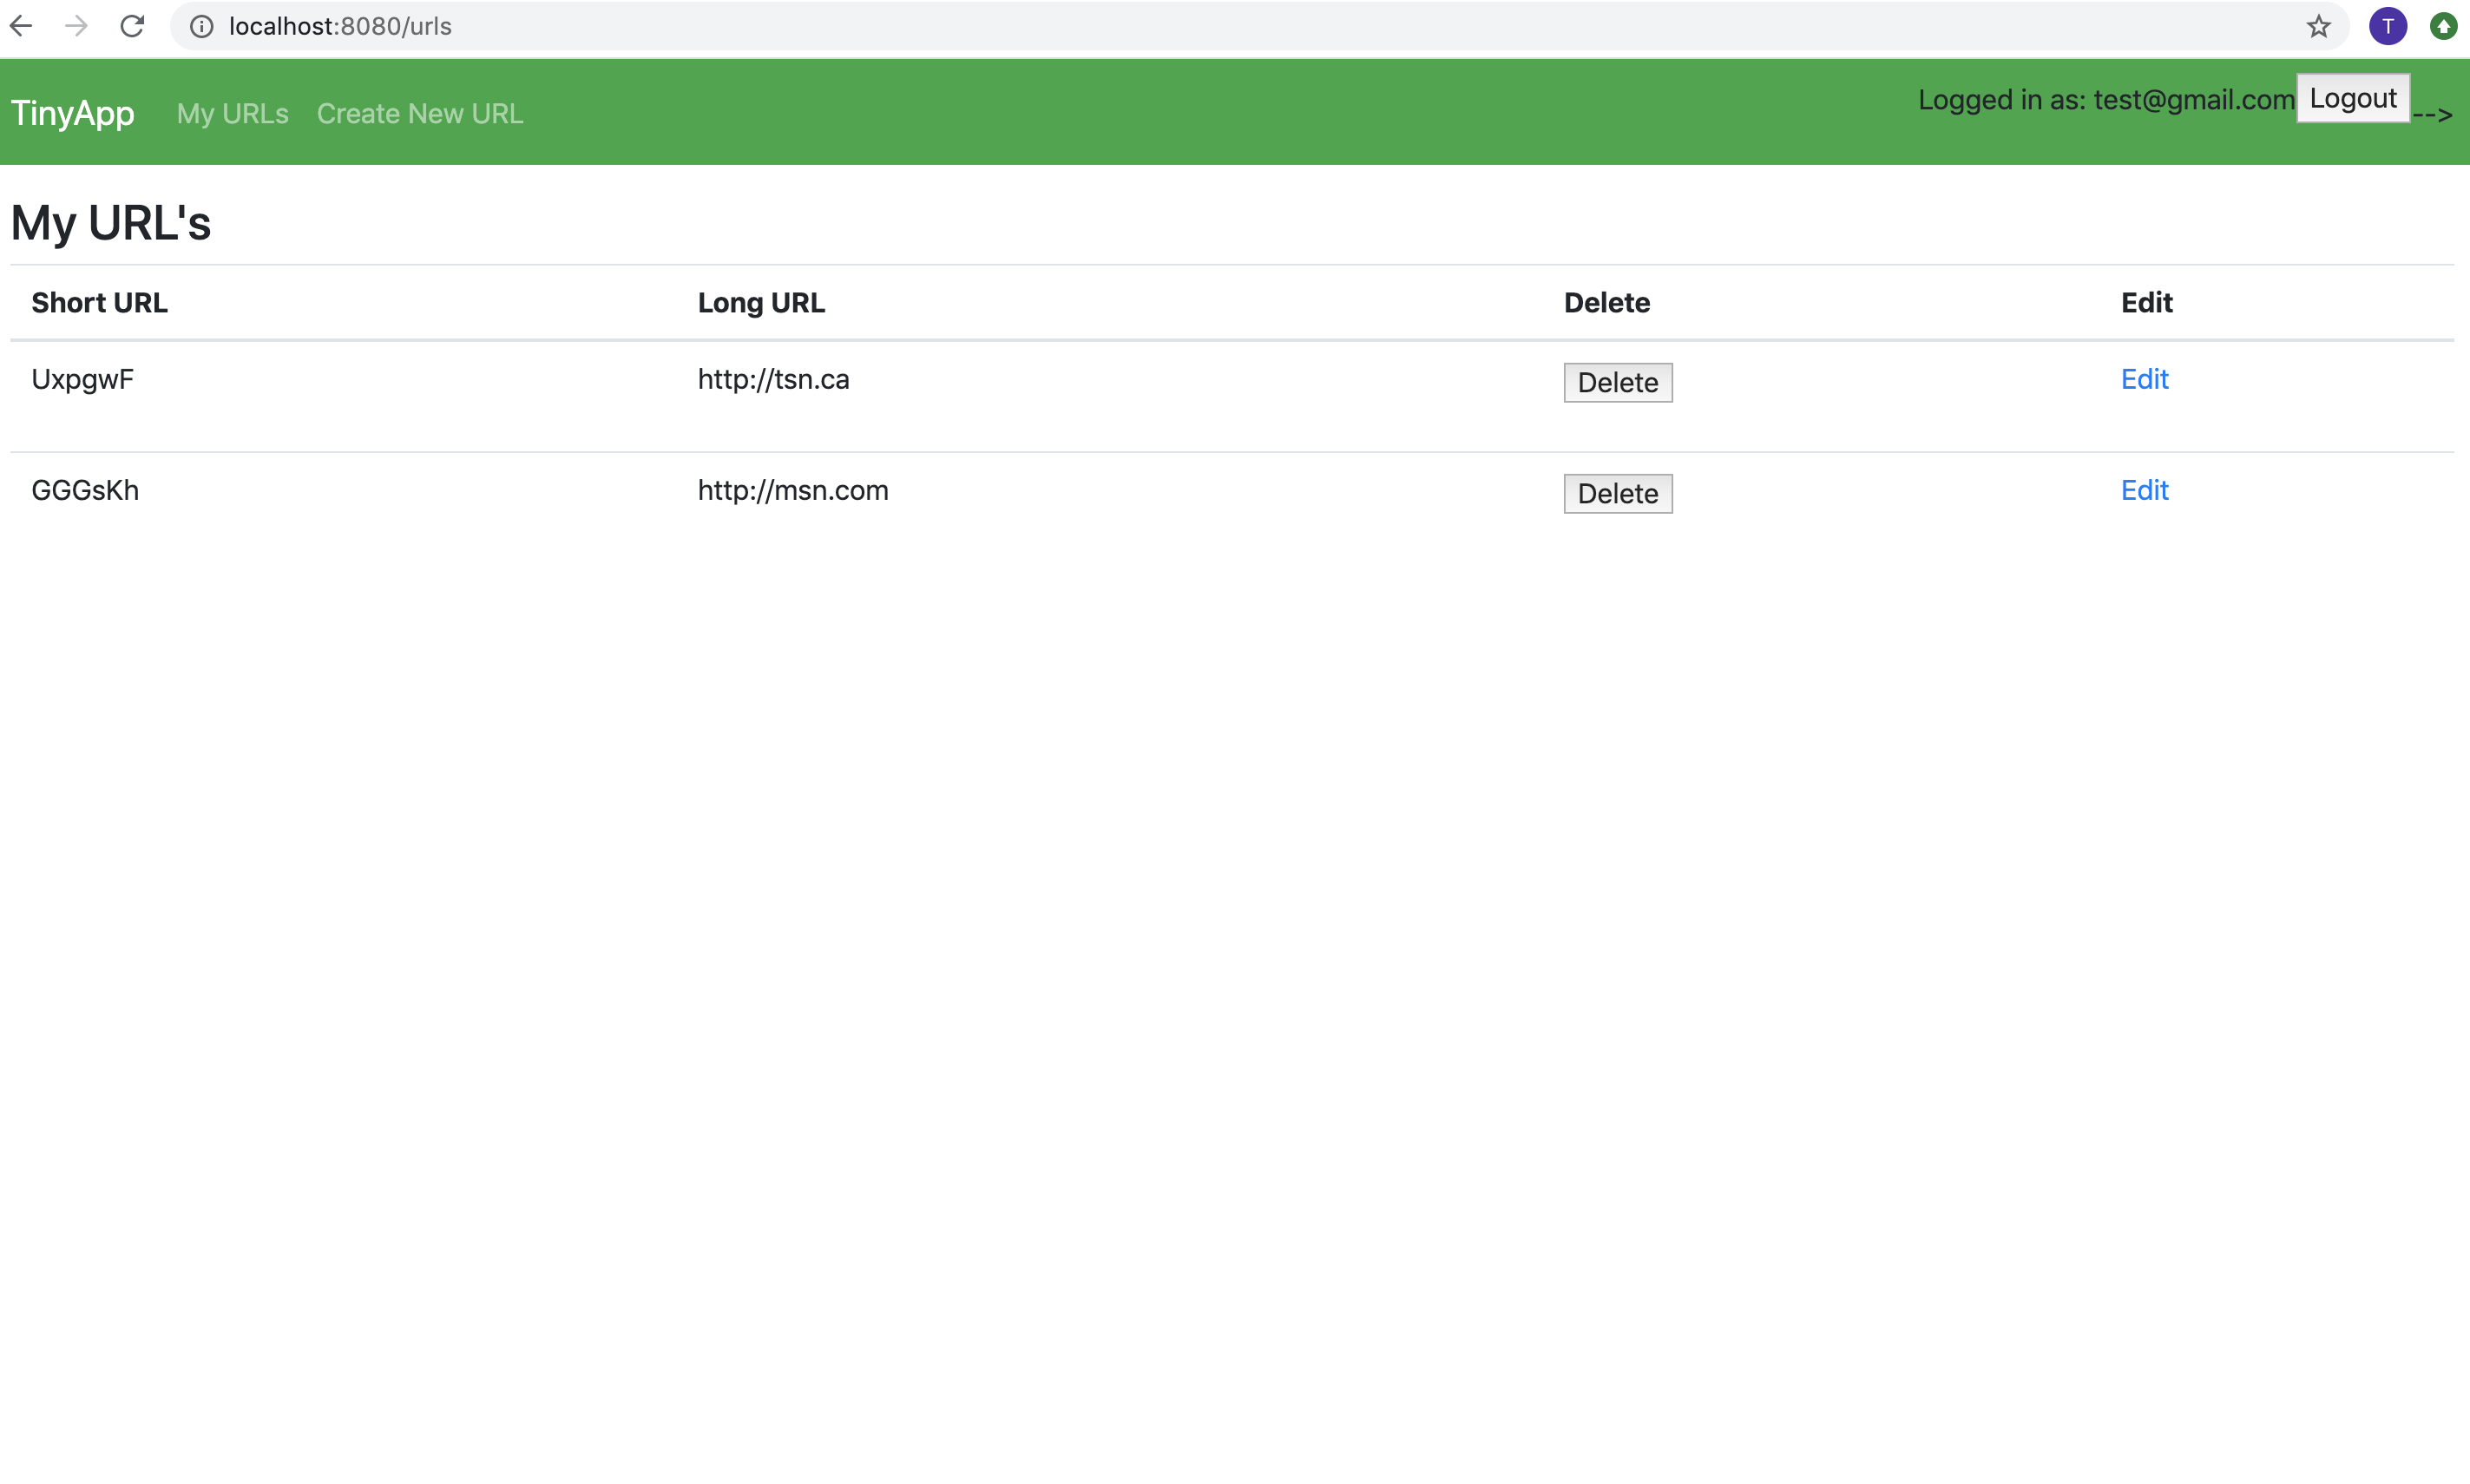 localhost:8080/urls
T
TinyApp My URLs Create New URL Logged in as: test@gmail.com Logout -->
My URL's
Short URL Long URL Delete Edit
UxpgwF http://tsn.ca Delete Edit
GGGsKh http://msn.com Delete Edit